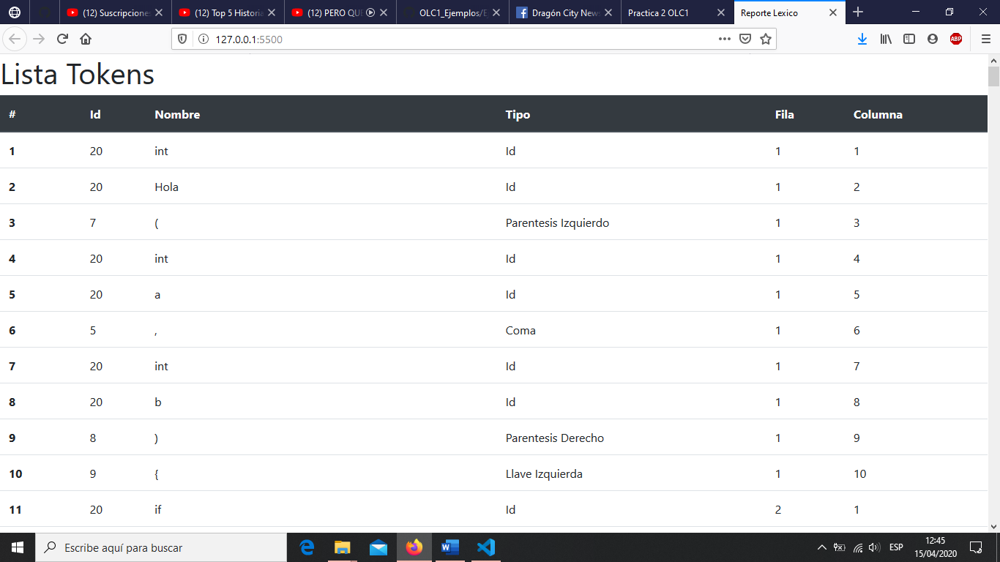 (12) Suscripciones
(12) Top 5 Historia
(12) PERO QUE
OLC1_Ejemplos/E
Dragón City News
Practica 2 OLC1
Reporte Lexico
127.0.0.1:5500
ABP
Lista Tokens
# Id Nombre Tipo Fila Columna
1 20 int Id 1 1
2 20 Hola Id 1 2
3 7 ( Parentesis Izquierdo 1 3
4 20 int Id 1 4
5 20 a Id 1 5
6 5 , Coma 1 6
7 20 int Id 1 7
8 20 b Id 1 8
9 8 ) Parentesis Derecho 1 9
10 9 { Llave Izquierda 1 10
11 20 if Id 2 1
Escribe aquí para buscar
ESP
12:45
15/04/2020